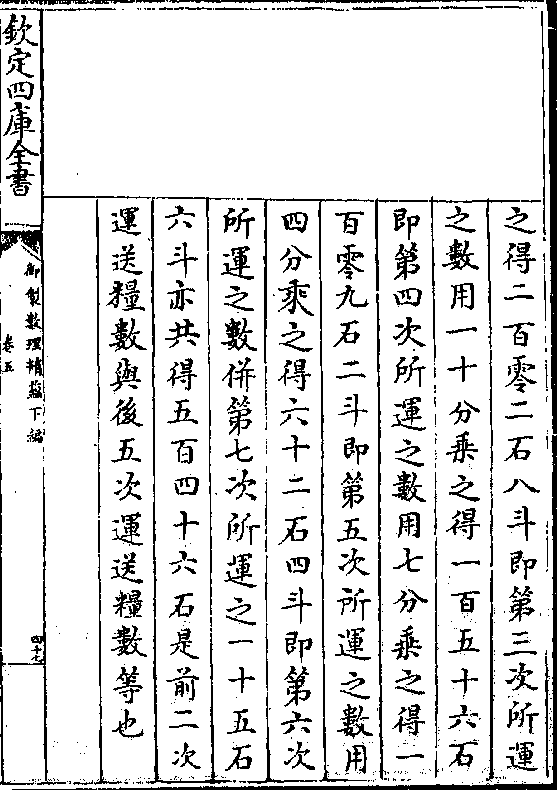 之得二百零二石八斗即第三次所運
之數用一十分乘之得一百五十六石
即第四次所運之數用七分乘之得一
百零九石二斗即第五次所運之數用
四分乘之得六十二石四斗即第六次
所運之數併第七次所運之一十五石
六斗亦共得五百四十六石是前二次
運送糧數與後五次運送糧數等也
欽定四庫全書
御製數理精藴下編
卷五
四十七